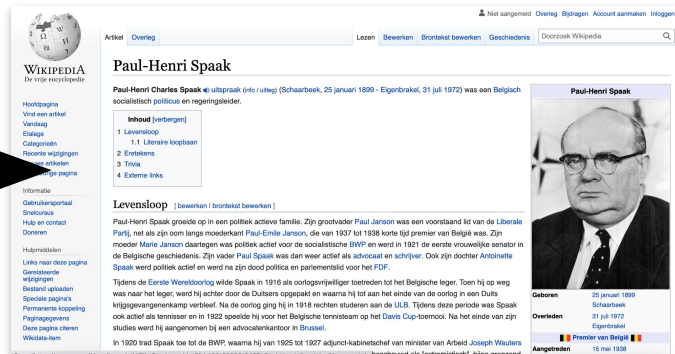 Niet aangemeld Overleg Bijdragen Account aanmaken Inloggen
Artikel Overleg
Lezen Bewerken Brontekst bewerken Geschiedenis
Doorzoek Wikipedia
WIKIPEDIA
De vrije encyclopedie
Hoofdpagina
Vind een artikel
Vandaag
Etalage
Categorieën
Recente wijzigingen
artikelen
pagina
Informatie
Gebruikersportaal
Snelcursus
Hulp en contact
Doneren
Hulpmiddelen
Links naar deze pagina
Gerelateerde
wijzigingen
Bestand uploaden
Speciale pagina's
Permanente koppeling
Paginagegevens
Deze pagina citeren
Wikidata-item
Paul-Henri Spaak
Paul-Henri Charles Spaak uitspraak (info / uitleg) (Schaarbeek, 25 januari 1899 - Eigenbrakel, 31 juli 1972) was een Belgisch
socialistisch politicus en regeringsleider.
Inhoud [verbergen]
1 Levensloop
1.1 Literaire loopbaan
2 Eretekens
3 Trivia
4 Externe links
Levensloop [ bewerken | brontekst bewerken ]
Paul-Henri Spaak groeide op in een politiek actieve familie. Zijn grootvader Paul Janson was een voorstaand lid van de Liberale
Partij, net als zijn oom langs moederkant Paul-Emile Janson, die van 1937 tot 1938 korte tijd premier van België was. Zijn
moeder Marie Janson daartegen was politiek actief voor de socialistische BWP en werd in 1921 de eerste vrouwelijke senator in
de Belgische geschiedenis. Zijn vader Paul Spaak was dan weer actief als advocaat en schrijver. Ook zijn dochter Antoinette
Spaak werd politiek actief en werd na zijn dood politica en parlementslid voor het FDF.
Tijdens de Eerste Wereldoorlog wilde Spaak in 1916 als oorlogsvrijwilliger toetreden tot het Belgische leger. Toen hij op weg
was naar het leger, werd hij echter door de Duitsers opgepakt en waarna hij tot aan het einde van de oorlog in een Duits
krijgsgevangenenkamp verbleef. Na de oorlog ging hij in 1918 rechten studeren aan de ULB. Tijdens deze periode was Spaak
ook actief als tennisser en in 1922 speelde hij voor het Belgische tennisteam op het Davis Cup-toernooi. Na het einde van zijn
studies werd hij aangenomen bij een advocatenkantoor in Brussel.
In 1920 trad Spaak toe tot de BWP, waarna hij van 1925 tot 1927 adjunct-kabinetschef van minister van Arbeid Joseph Wauters
Paul-Henri Spaak
Geboren 25 januari 1899
Schaarbeek
Overleden 31 juli 1972
Eigenbrakel
Premier van België
Aangetreden 15 mei 1938